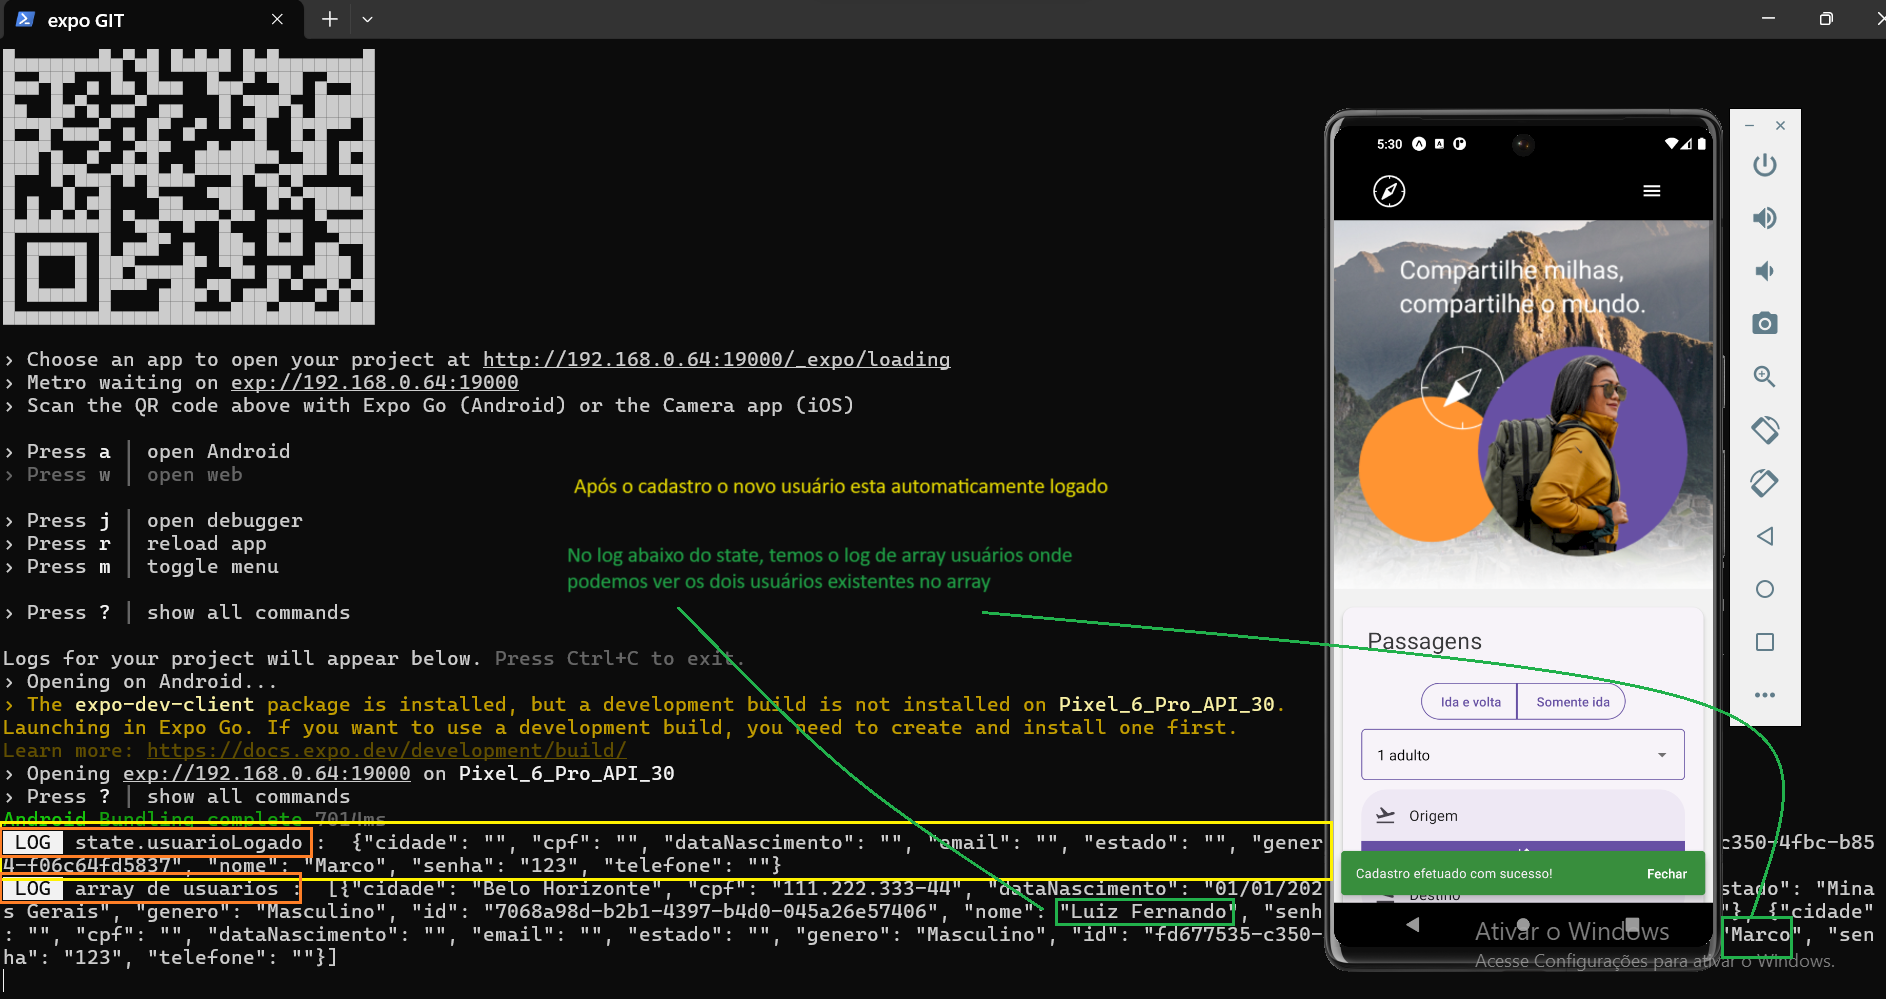 expo GIT
› Choose an app to open your project at http://192.168.0.64:19000/_expo/loading
› Metro waiting on exp://192.168.0.64:19000
› Scan the QR code above with Expo Go (Android) or the Camera app (iOS)
› Press a │ open Android
› Press w │ open web
› Press j │ open debugger
› Press r │ reload app
› Press m │ toggle menu
› Press ? │ show all commands
Após o cadastro o novo usuário esta automaticamente logado
No log abaixo do state, temos o log de array usuários onde
podemos ver os dois usuários existentes no array
Logs for your project will appear below. Press Ctrl+C to exit.
› Opening on Android...
› The expo-dev-client package is installed, but a development build is not installed on Pixel_6_Pro_API_30.
Launching in Expo Go. If you want to use a development build, you need to create and install one first.
Learn more: https://docs.expo.dev/development/build/
› Opening exp://192.168.0.64:19000 on Pixel_6_Pro_API_30
› Press ? │ show all commands
Android Bundling complete 7014ms
LOG state.usuarioLogado : {"cidade": "", "cpf": "", "dataNascimento": "", "email": "", "estado": "", "gener c350-4fbc-b85
4-f06c64fd5837", "nome": "Marco", "senha": "123", "telefone": ""}
LOG array de usuarios : [{"cidade": "Belo Horizonte", "cpf": "111.222.333-44", "dataNascimento": "01/01/202 stado": "Mina
s Gerais", "genero": "Masculino", "id": "7068a98d-b2b1-4397-b4d0-045a26e57406", "nome": "Luiz Fernando", "senh "}, {"cidade"
: "", "cpf": "", "dataNascimento": "", "email": "", "estado": "", "genero": "Masculino", "id": "fd677535-c350- "Marco", "sen
ha": "123", "telefone": ""}]
5:30
Compartilhe milhas,
compartilhe o mundo.
Passagens
Ida e volta
Somente ida
1 adulto
Origem
Cadastro efetuado com sucesso!
Fechar
Destino
Ativar o Windows
Acesse Configurações para ativar o Windows.